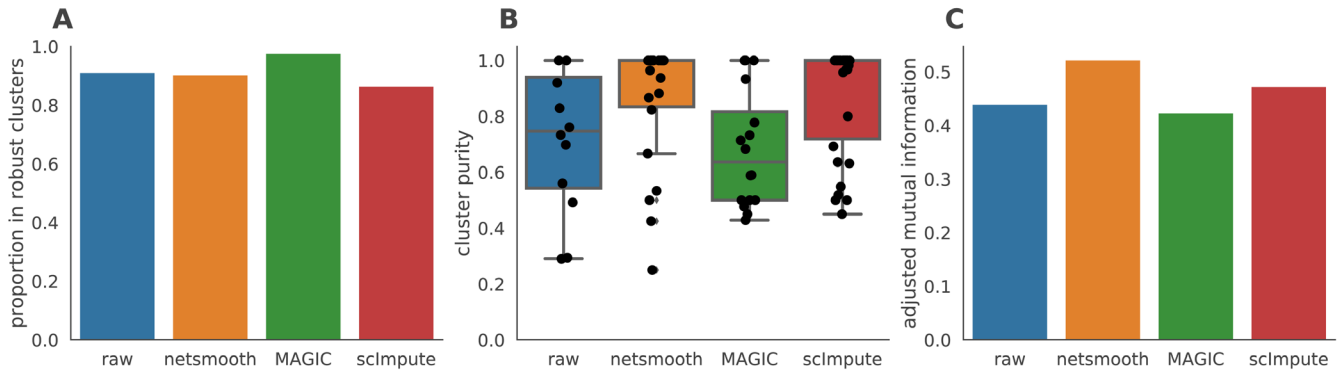 A
proportion in robust clusters
1.0
0.8
0.6
0.4
0.2
0.0
raw netsmooth MAGIC scImpute
B
cluster purity
1.0
0.8
0.6
0.4
0.2
0.0
raw netsmooth MAGIC scImpute
C
adjusted mutual information
0.5
0.4
0.3
0.2
0.1
0.0
raw netsmooth MAGIC scImpute